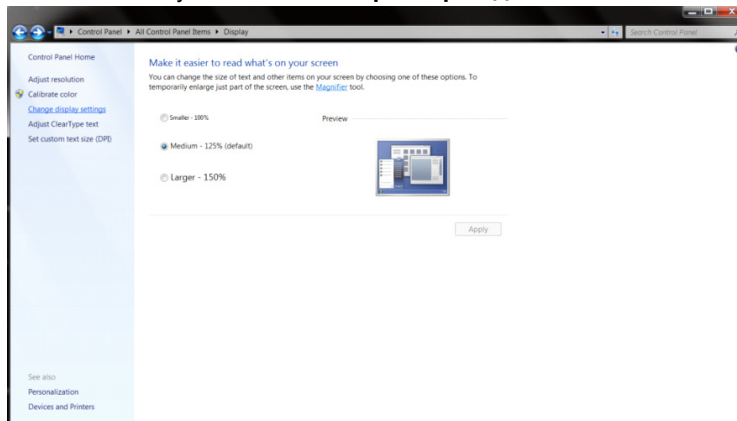 Control Panel ▸ All Control Panel Items ▸ Display
Search Control Panel
Control Panel Home
Adjust resolution
Calibrate color
Change display settings
Adjust ClearType text
Set custom text size (DPI)
Make it easier to read what's on your screen
You can change the size of text and other items on your screen by choosing one of these options. To
temporarily enlarge just part of the screen, use the Magnifier tool.
Smaller - 100%
Preview
Medium - 125% (default)
Larger - 150%
Apply
See also
Personalization
Devices and Printers